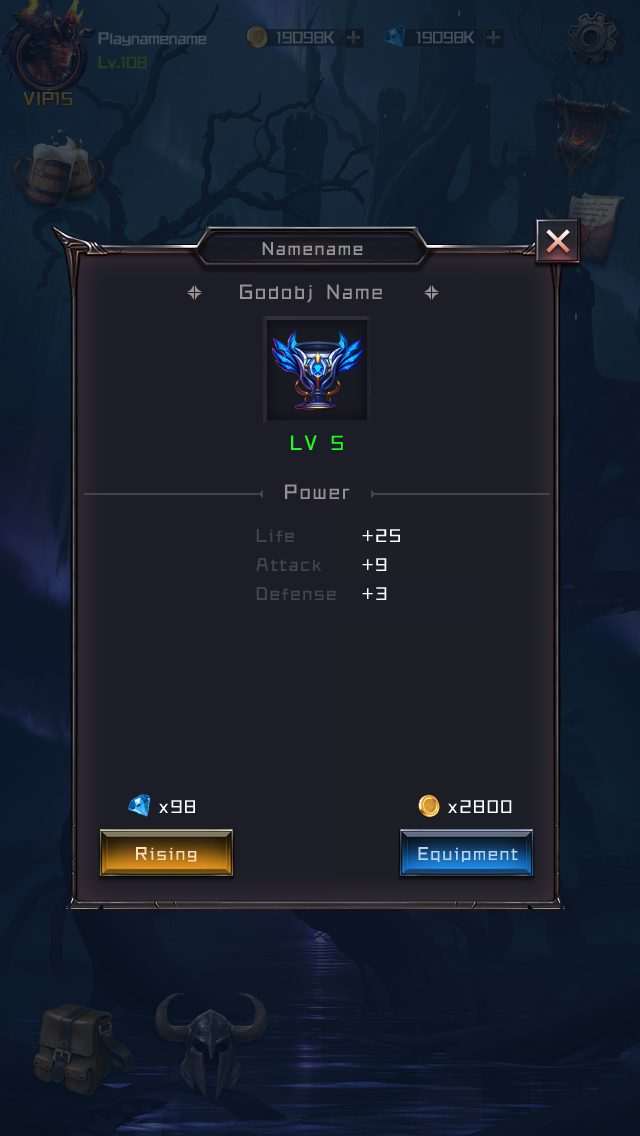 Playnamename
19098K
19098K
Lv.108
VIP15
Namename
Godobj Name
LV 5
Power
Life +25
Attack +9
Defense +3
x98
x2800
Rising
Equipment